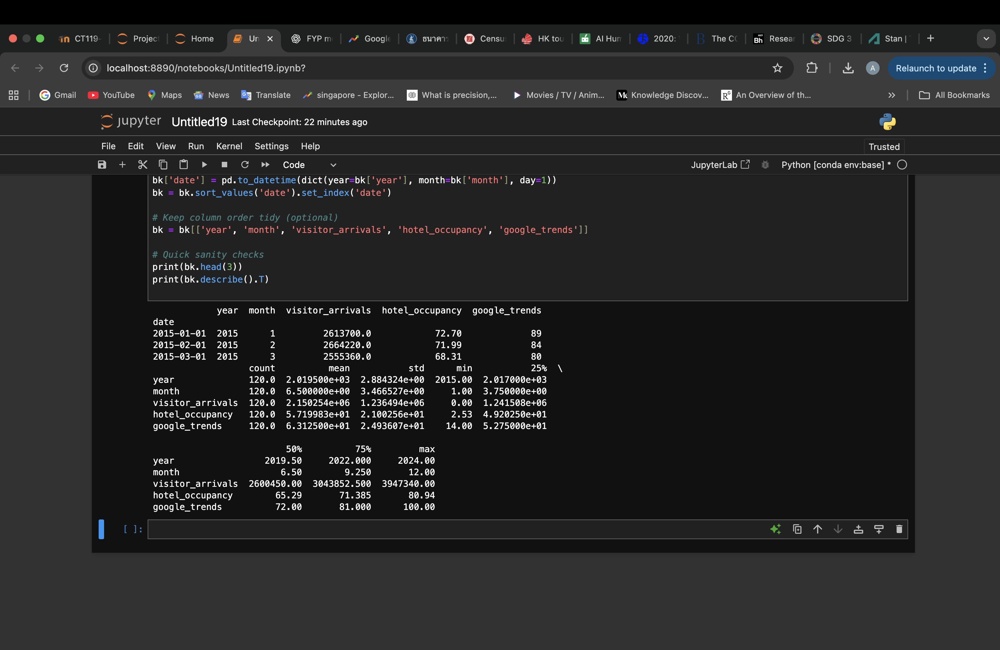 CT119-
Project
Home
Un
FYP m
Google
ธนาคาร
Census
HK tou
AI Hum
2020:
The CO
Resear
SDG 3
Stan |
localhost:8890/notebooks/Untitled19.ipynb?
A
Relaunch to update
Gmail
YouTube
Maps
News
Translate
singapore - Explor...
What is precision,...
Movies / TV / Anim...
Knowledge Discov...
An Overview of th...
All Bookmarks
jupyter Untitled19 Last Checkpoint: 22 minutes ago
File Edit View Run Kernel Settings Help
Trusted
Code
JupyterLab
Python [conda env:base] *
bk['date'] = pd.to_datetime(dict(year=bk['year'], month=bk['month'], day=1))
bk = bk.sort_values('date').set_index('date')
# Keep column order tidy (optional)
bk = bk[['year', 'month', 'visitor_arrivals', 'hotel_occupancy', 'google_trends']]
# Quick sanity checks
print(bk.head(3))
print(bk.describe().T)
year month visitor_arrivals hotel_occupancy google_trends
date
2015-01-01 2015 1 2613700.0 72.70 89
2015-02-01 2015 2 2664220.0 71.99 84
2015-03-01 2015 3 2555360.0 68.31 80
count mean std min 25% \
year 120.0 2.019500e+03 2.884324e+00 2015.00 2.017000e+03
month 120.0 6.500000e+00 3.466527e+00 1.00 3.750000e+00
visitor_arrivals 120.0 2.150254e+06 1.236494e+06 0.00 1.241508e+06
hotel_occupancy 120.0 5.719983e+01 2.100256e+01 2.53 4.920250e+01
google_trends 120.0 6.312500e+01 2.493607e+01 14.00 5.275000e+01
50% 75% max
year 2019.50 2022.000 2024.00
month 6.50 9.250 12.00
visitor_arrivals 2600450.00 3043852.500 3947340.00
hotel_occupancy 65.29 71.385 80.94
google_trends 72.00 81.000 100.00
[ ]: